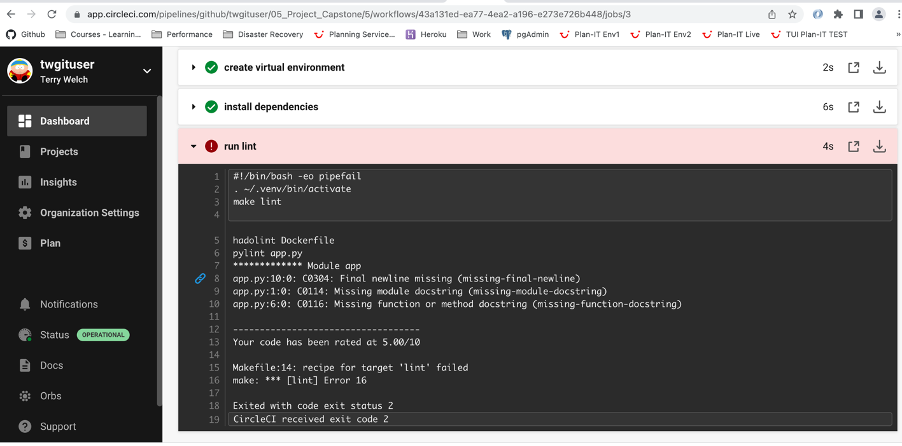 app.circleci.com/pipelines/github/twgituser/05_Project_Capstone/5/workflows/43a131ed-ea77-4ea2-a196-e273e726b448/jobs/3
Github
Courses - Learnin...
Performance
Disaster Recovery
Planning Service...
Heroku
Work
pgAdmin
Plan-IT Env1
Plan-IT Env2
Plan-IT Live
TUI Plan-IT TEST
»
twgituser
Terry Welch
Dashboard
Projects
Insights
Organization Settings
Plan
Notifications
Status OPERATIONAL
Docs
Orbs
Support
create virtual environment 2s
install dependencies 6s
run lint 4s
1 #!/bin/bash -eo pipefail
2 . ~/.venv/bin/activate
3 make lint
4
5 hadolint Dockerfile
6 pylint app.py
7 ************* Module app
8 app.py:10:0: C0304: Final newline missing (missing-final-newline)
9 app.py:1:0: C0114: Missing module docstring (missing-module-docstring)
10 app.py:6:0: C0116: Missing function or method docstring (missing-function-docstring)
11
12 -----------------------------------
13 Your code has been rated at 5.00/10
14
15 Makefile:14: recipe for target 'lint' failed
16 make: *** [lint] Error 16
17
18 Exited with code exit status 2
19 CircleCI received exit code 2